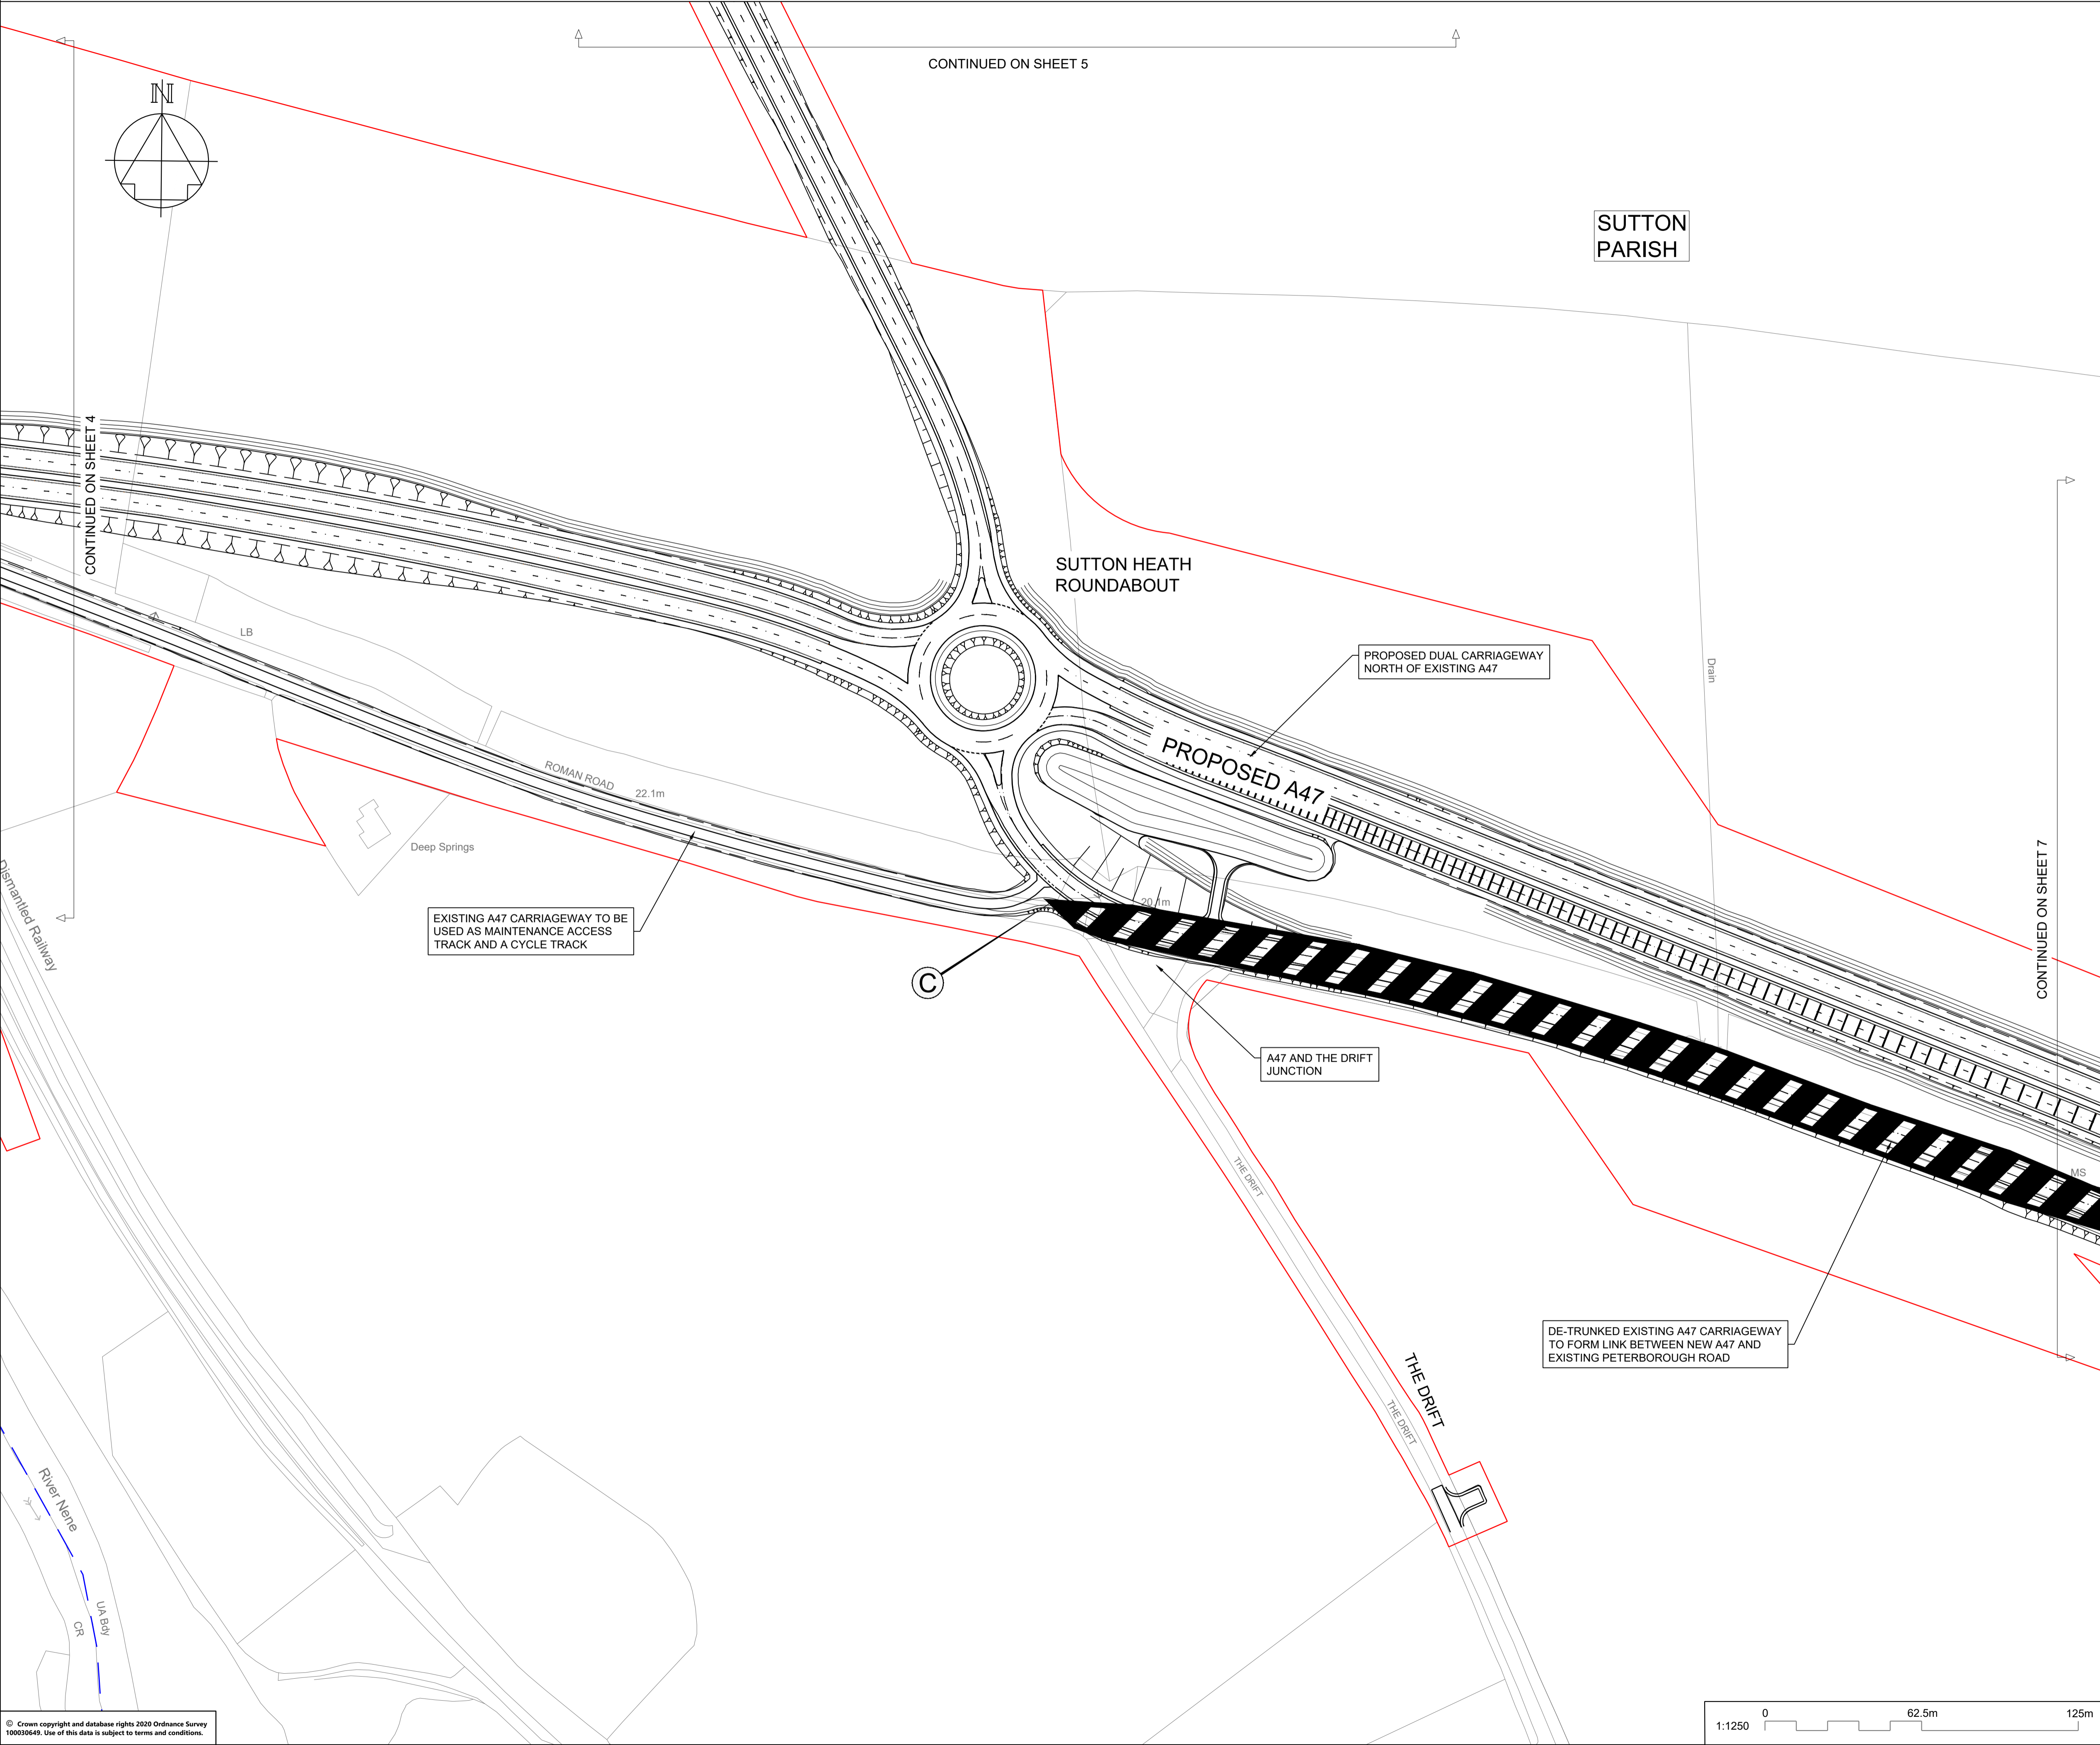 CONTINUED ON SHEET 5
N
SUTTON
PARISH
CONTINUED ON SHEET 4
SUTTON HEATH
ROUNDABOUT
LB
PROPOSED DUAL CARRIAGEWAY
NORTH OF EXISTING A47
Drain
PROPOSED A47
ROMAN ROAD
22.1m
Deep Springs
CONTINUED ON SHEET 7
Dismantled Railway
EXISTING A47 CARRIAGEWAY TO BE
USED AS MAINTENANCE ACCESS
TRACK AND A CYCLE TRACK
20.1m
C
A47 AND THE DRIFT
JUNCTION
MS
THE DRIFT
DE-TRUNKED EXISTING A47 CARRIAGEWAY
TO FORM LINK BETWEEN NEW A47 AND
EXISTING PETERBOROUGH ROAD
THE DRIFT
THE DRIFT
River Nene
UA Bdy
CR
© Crown copyright and database rights 2020 Ordnance Survey
100030649. Use of this data is subject to terms and conditions.
1:1250
0
62.5m
125m